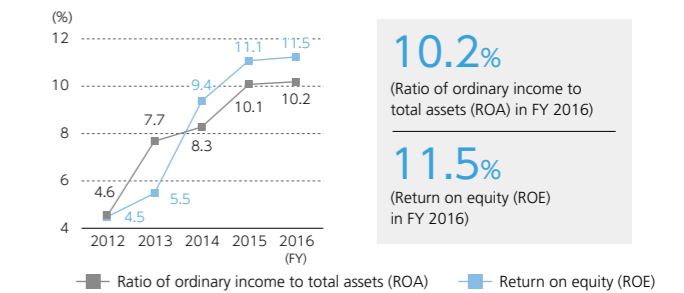 (%)
12
10
8
6
4
4.6
7.7
8.3
10.1
10.2
4.5
5.5
9.4
11.1
11.5
2012 2013 2014 2015 2016
(FY)
Ratio of ordinary income to total assets (ROA) Return on equity (ROE)
10.2%
(Ratio of ordinary income to
total assets (ROA) in FY 2016)
11.5%
(Return on equity (ROE)
in FY 2016)